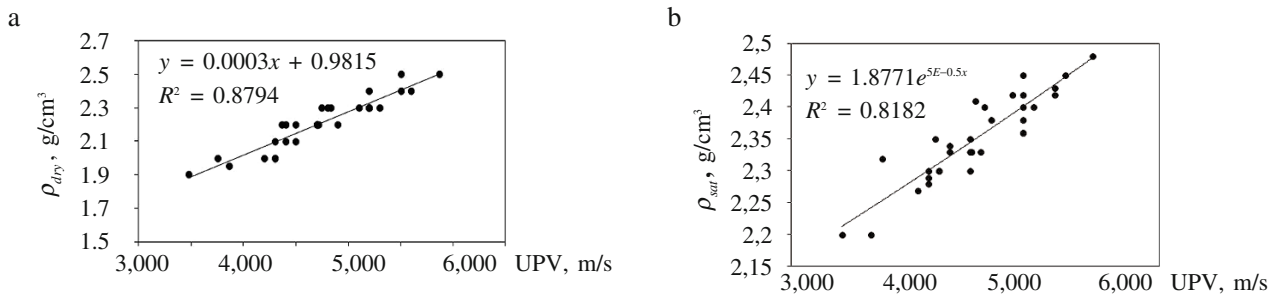 a
ρdry, g/cm³
2.7
2.5
2.3
2.1
1.9
1.7
1.5
y = 0.0003x + 0.9815
R² = 0.8794
3,000 4,000 5,000 6,000 UPV, m/s
b
ρsat, g/cm³
2,5
2,45
2,4
2,35
2,3
2,25
2,2
2,15
y = 1.8771e^5E–0.5x
R² = 0.8182
3,000 4,000 5,000 6,000 UPV, m/s